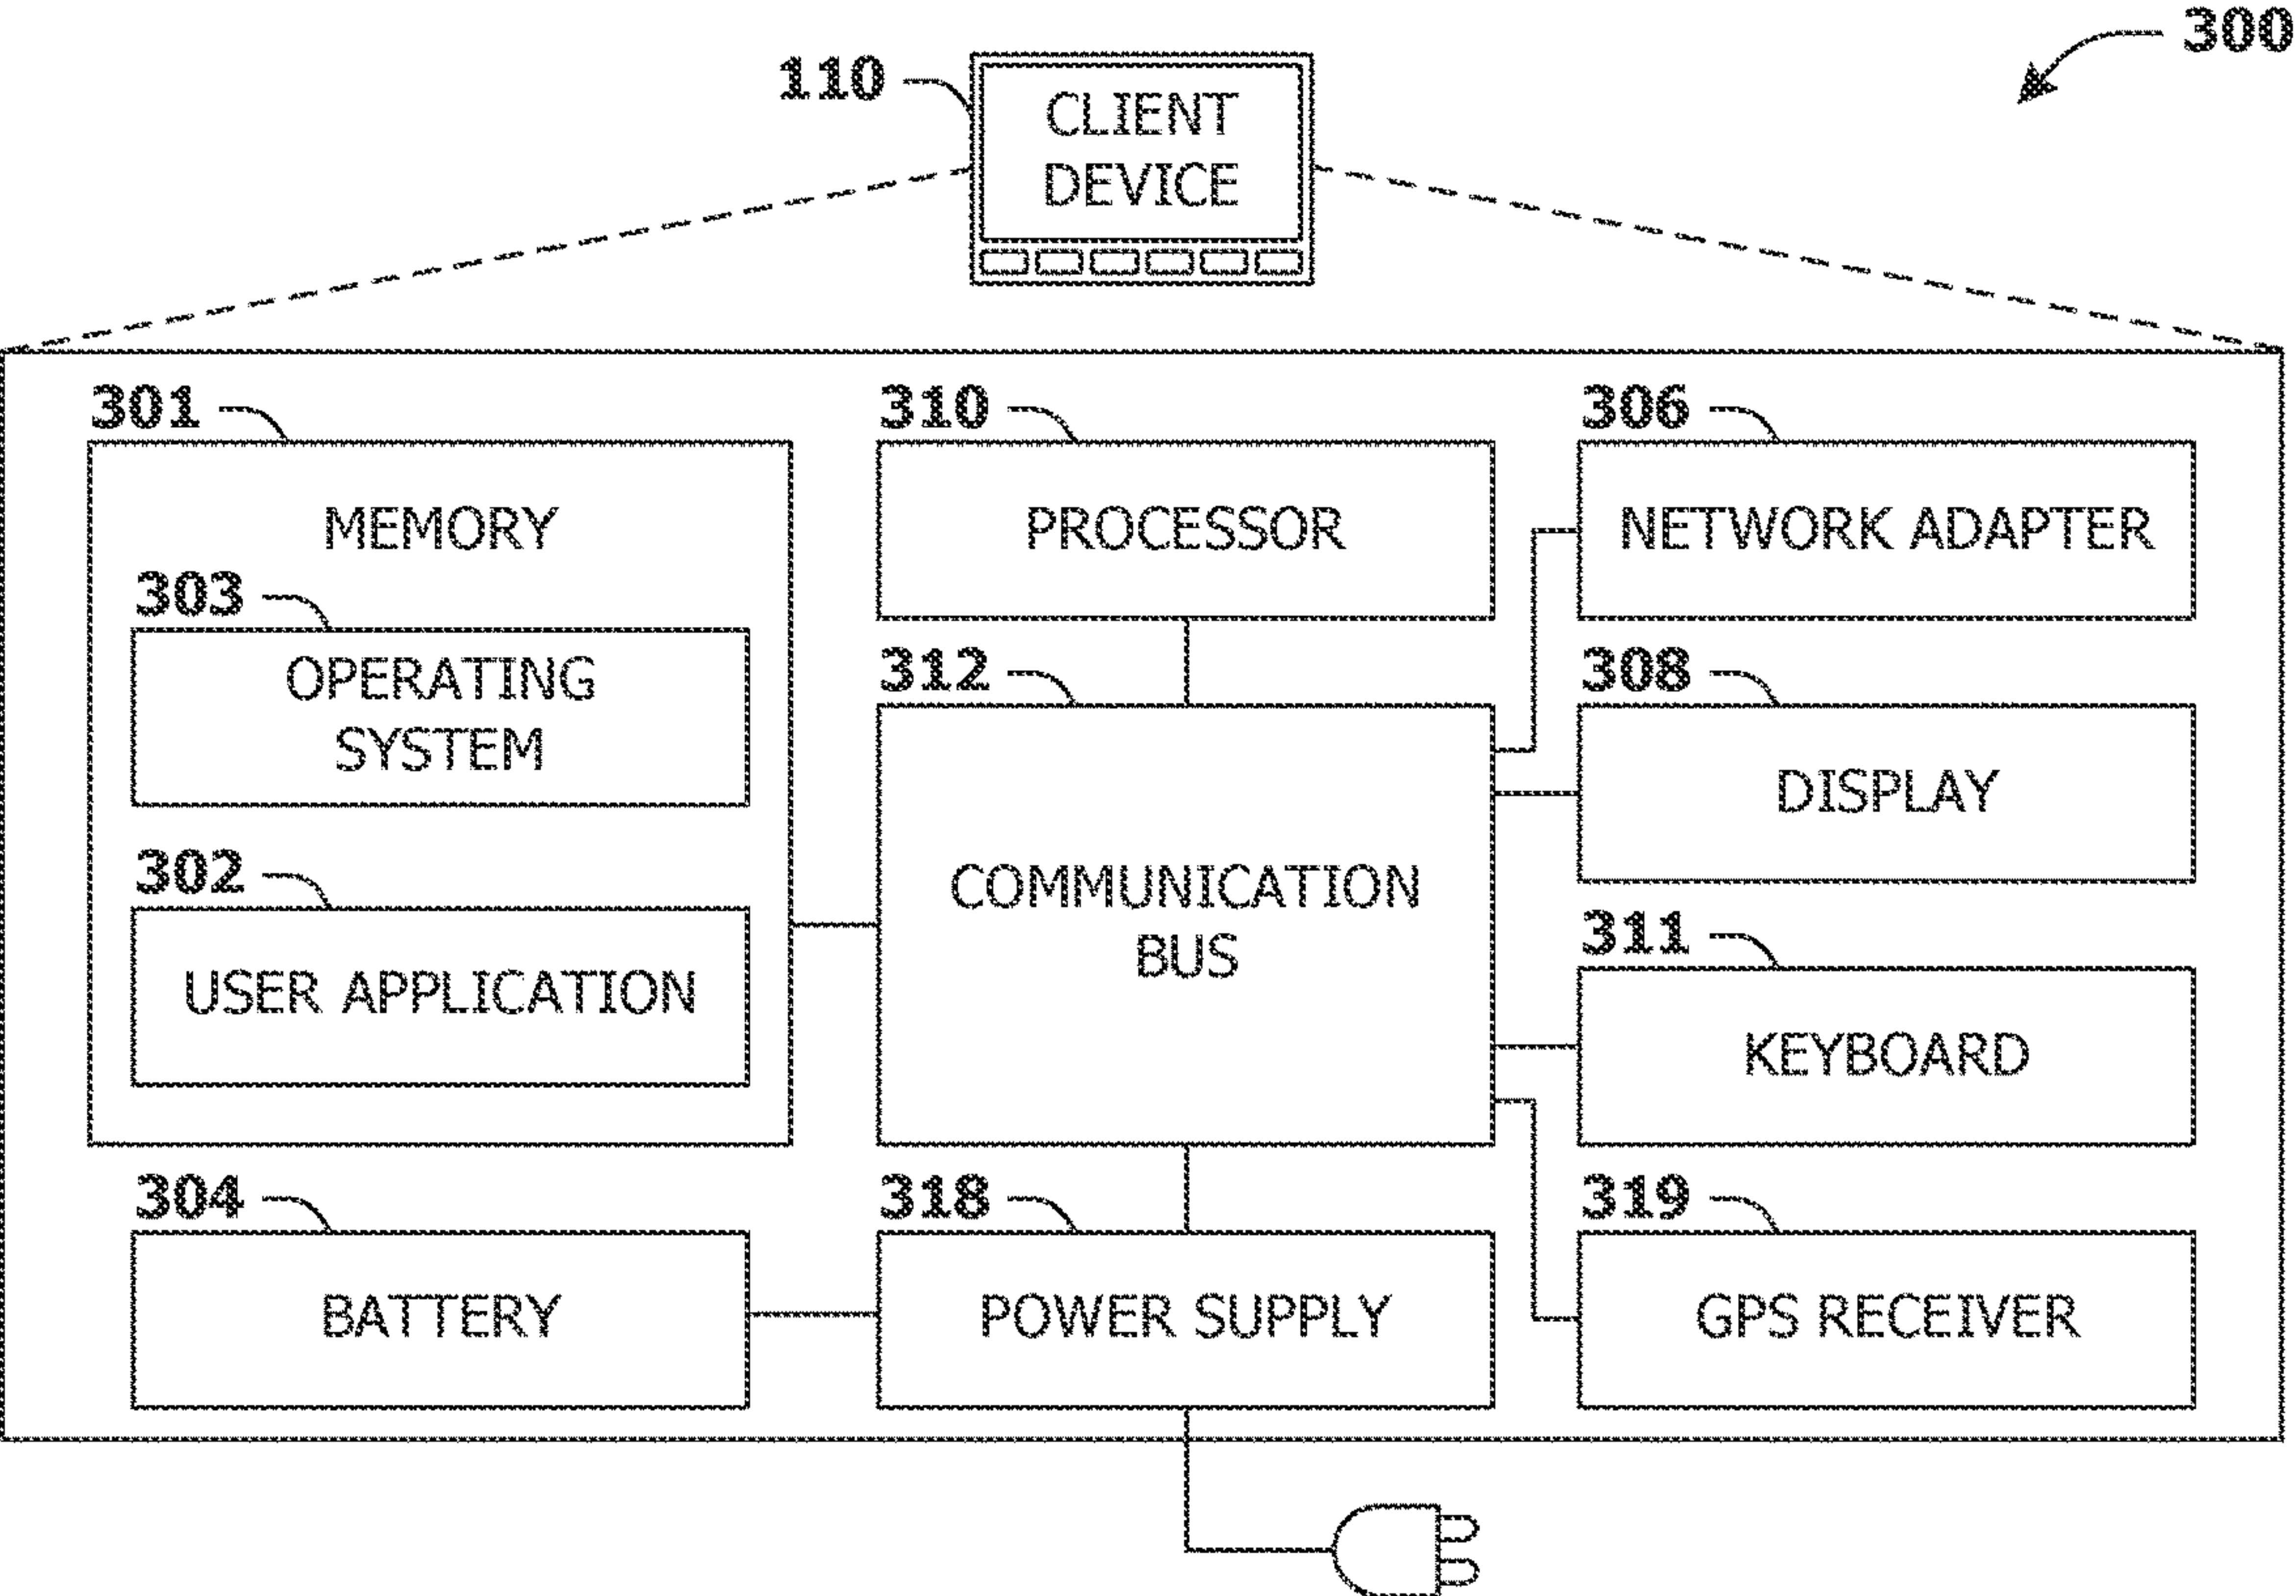 300
110
CLIENT
DEVICE
301
310
306
MEMORY
PROCESSOR
NETWORK ADAPTER
303
OPERATING
SYSTEM
312
308
COMMUNICATION
BUS
DISPLAY
302
USER APPLICATION
311
KEYBOARD
304
318
319
BATTERY
POWER SUPPLY
GPS RECEIVER